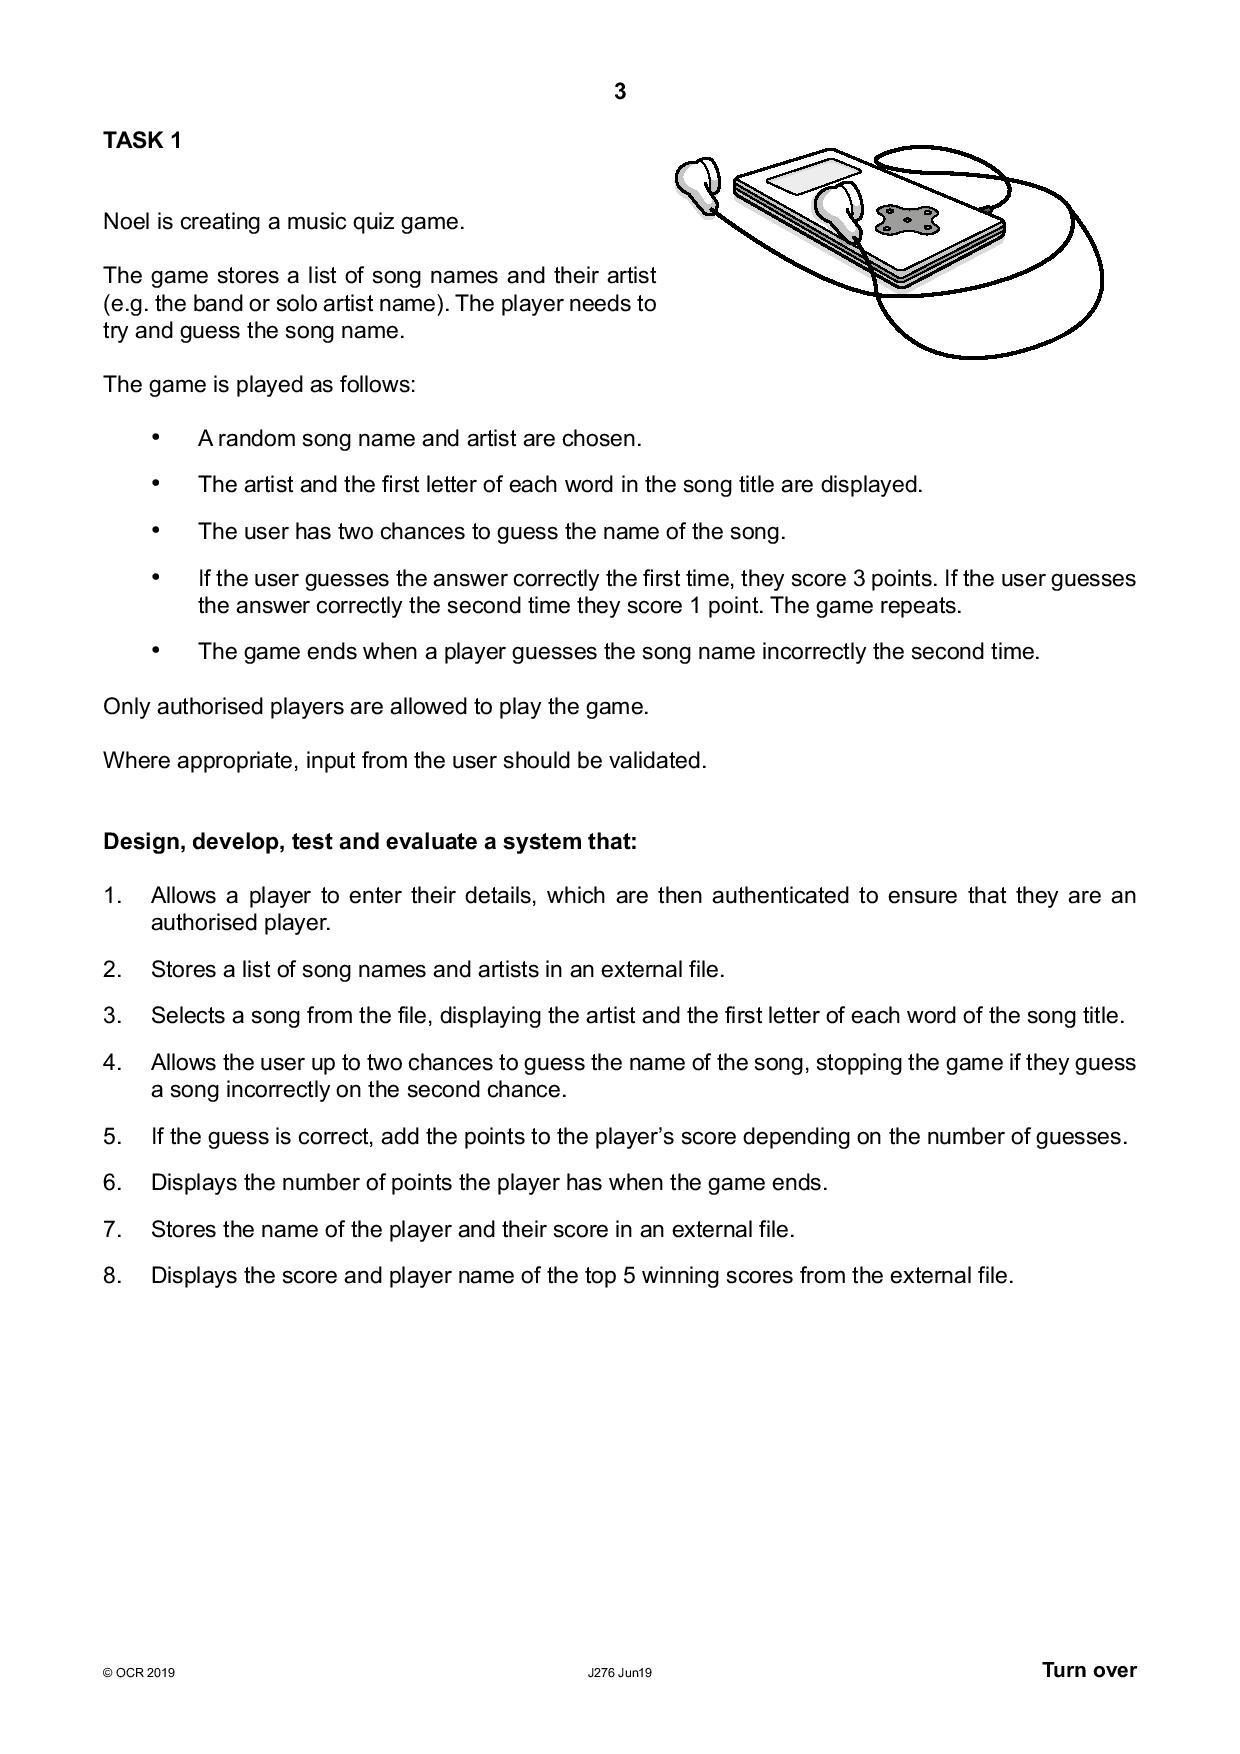 3
TASK 1
Noel is creating a music quiz game.
The game stores a list of song names and their artist
(e.g. the band or solo artist name). The player needs to
try and guess the song name.
The game is played as follows:
• A random song name and artist are chosen.
• The artist and the first letter of each word in the song title are displayed.
• The user has two chances to guess the name of the song.
• If the user guesses the answer correctly the first time, they score 3 points. If the user guesses
the answer correctly the second time they score 1 point. The game repeats.
• The game ends when a player guesses the song name incorrectly the second time.
Only authorised players are allowed to play the game.
Where appropriate, input from the user should be validated.
Design, develop, test and evaluate a system that:
1. Allows a player to enter their details, which are then authenticated to ensure that they are an
authorised player.
2. Stores a list of song names and artists in an external file.
3. Selects a song from the file, displaying the artist and the first letter of each word of the song title.
4. Allows the user up to two chances to guess the name of the song, stopping the game if they guess
a song incorrectly on the second chance.
5. If the guess is correct, add the points to the player’s score depending on the number of guesses.
6. Displays the number of points the player has when the game ends.
7. Stores the name of the player and their score in an external file.
8. Displays the score and player name of the top 5 winning scores from the external file.
© OCR 2019 J276 Jun19 Turn over